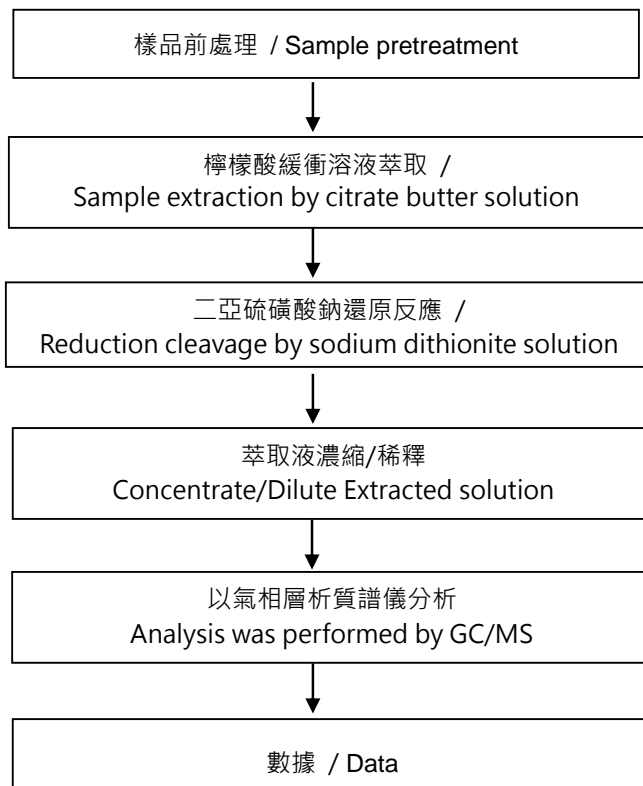 樣品前處理 / Sample pretreatment
檸檬酸緩衝溶液萃取 /
Sample extraction by citrate butter solution
二亞硫磺酸鈉還原反應 /
Reduction cleavage by sodium dithionite solution
萃取液濃縮/稀釋
Concentrate/Dilute Extracted solution
以氣相層析質譜儀分析
Analysis was performed by GC/MS
數據 / Data